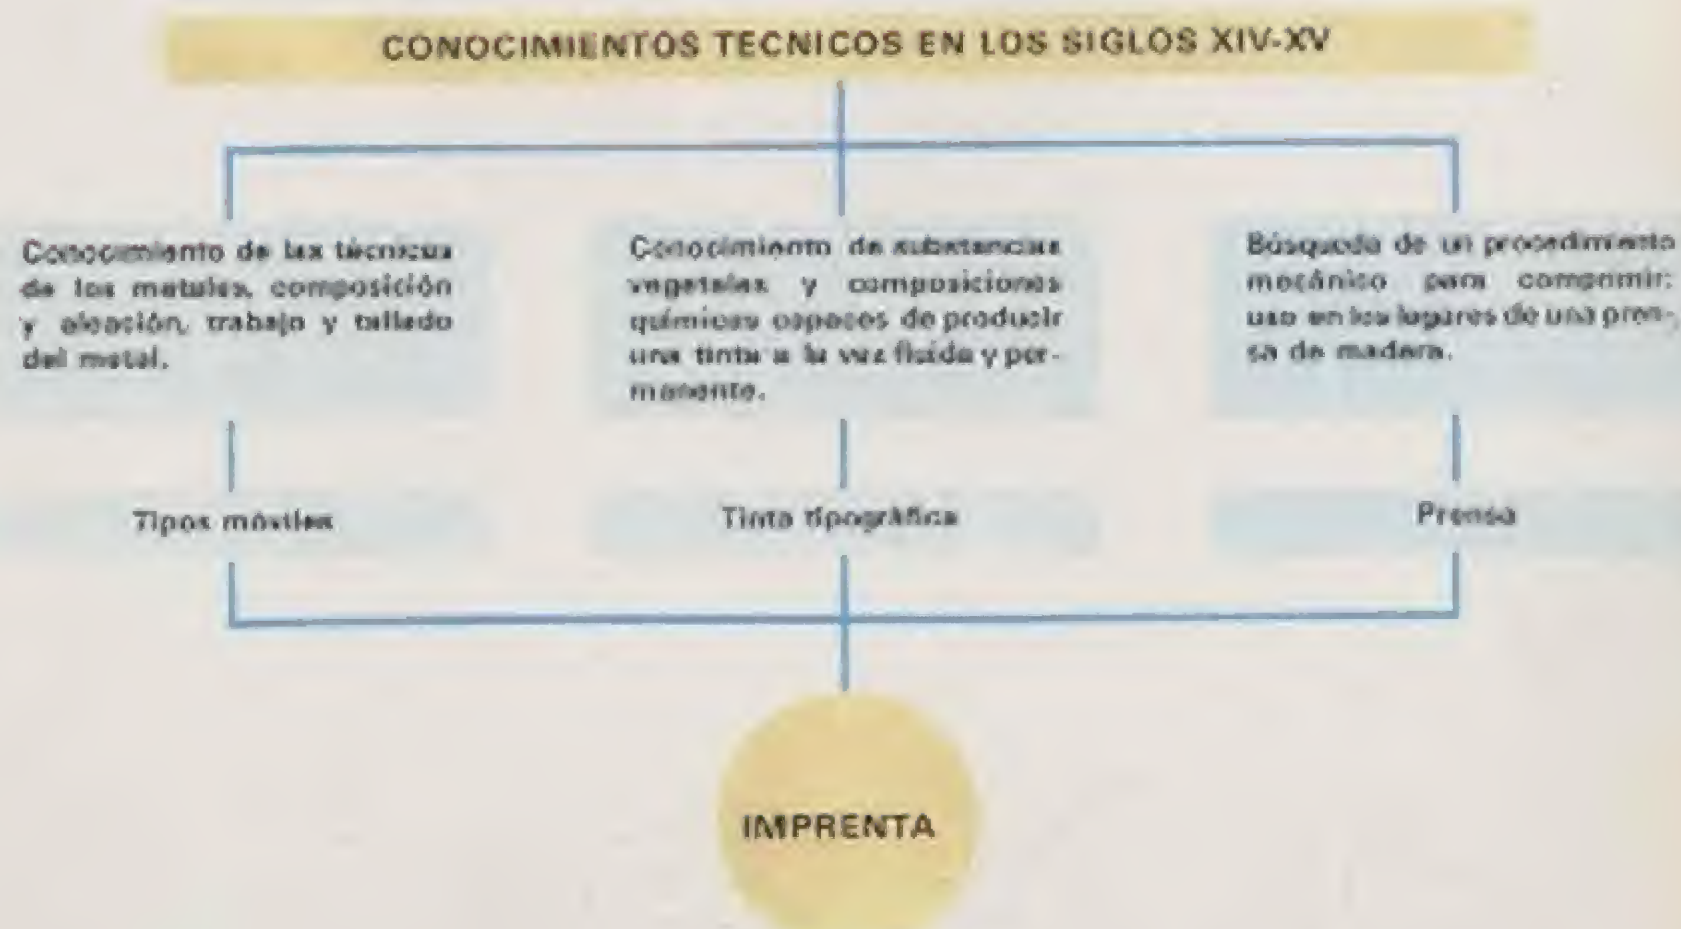 CONOCIMIENTOS TECNICOS EN LOS SIGLOS XIV-XV
Conocimiento de las técnicas
de los metales, composición
y aleación, trabajo y tallado
del metal.
Conocimiento de substancias
vegetales y composiciones
químicas capaces de producir
una tinta a la vez fluida y per-
manente.
Búsqueda de un procedimiento
mecánico para comprimir:
uso en los lagares de una pren-
sa de madera.
Tipos móviles
Tinta tipográfica
Prensa
IMPRENTA